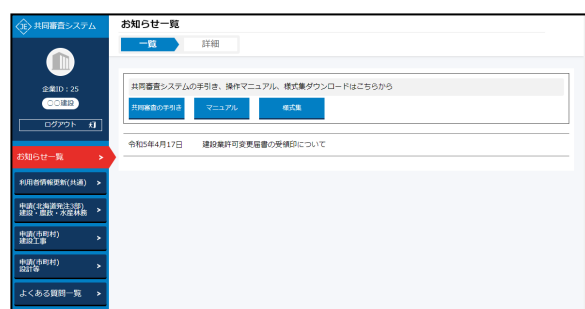 JE 共同審査システム
企業ID：25
○○建設
ログアウト
お知らせ一覧 >
利用者情報更新(共通) >
申請(北海道発注3部)
建設・農政・水産林務 >
申請(市町村)
建設工事 >
申請(市町村)
設計等 >
よくある質問一覧 >
お知らせ一覧
一覧
詳細
共同審査システムの手引き、操作マニュアル、様式集ダウンロードはこちらから
共同審査の手引き
マニュアル
様式集
令和5年4月17日 建設業許可変更届書の受領印について